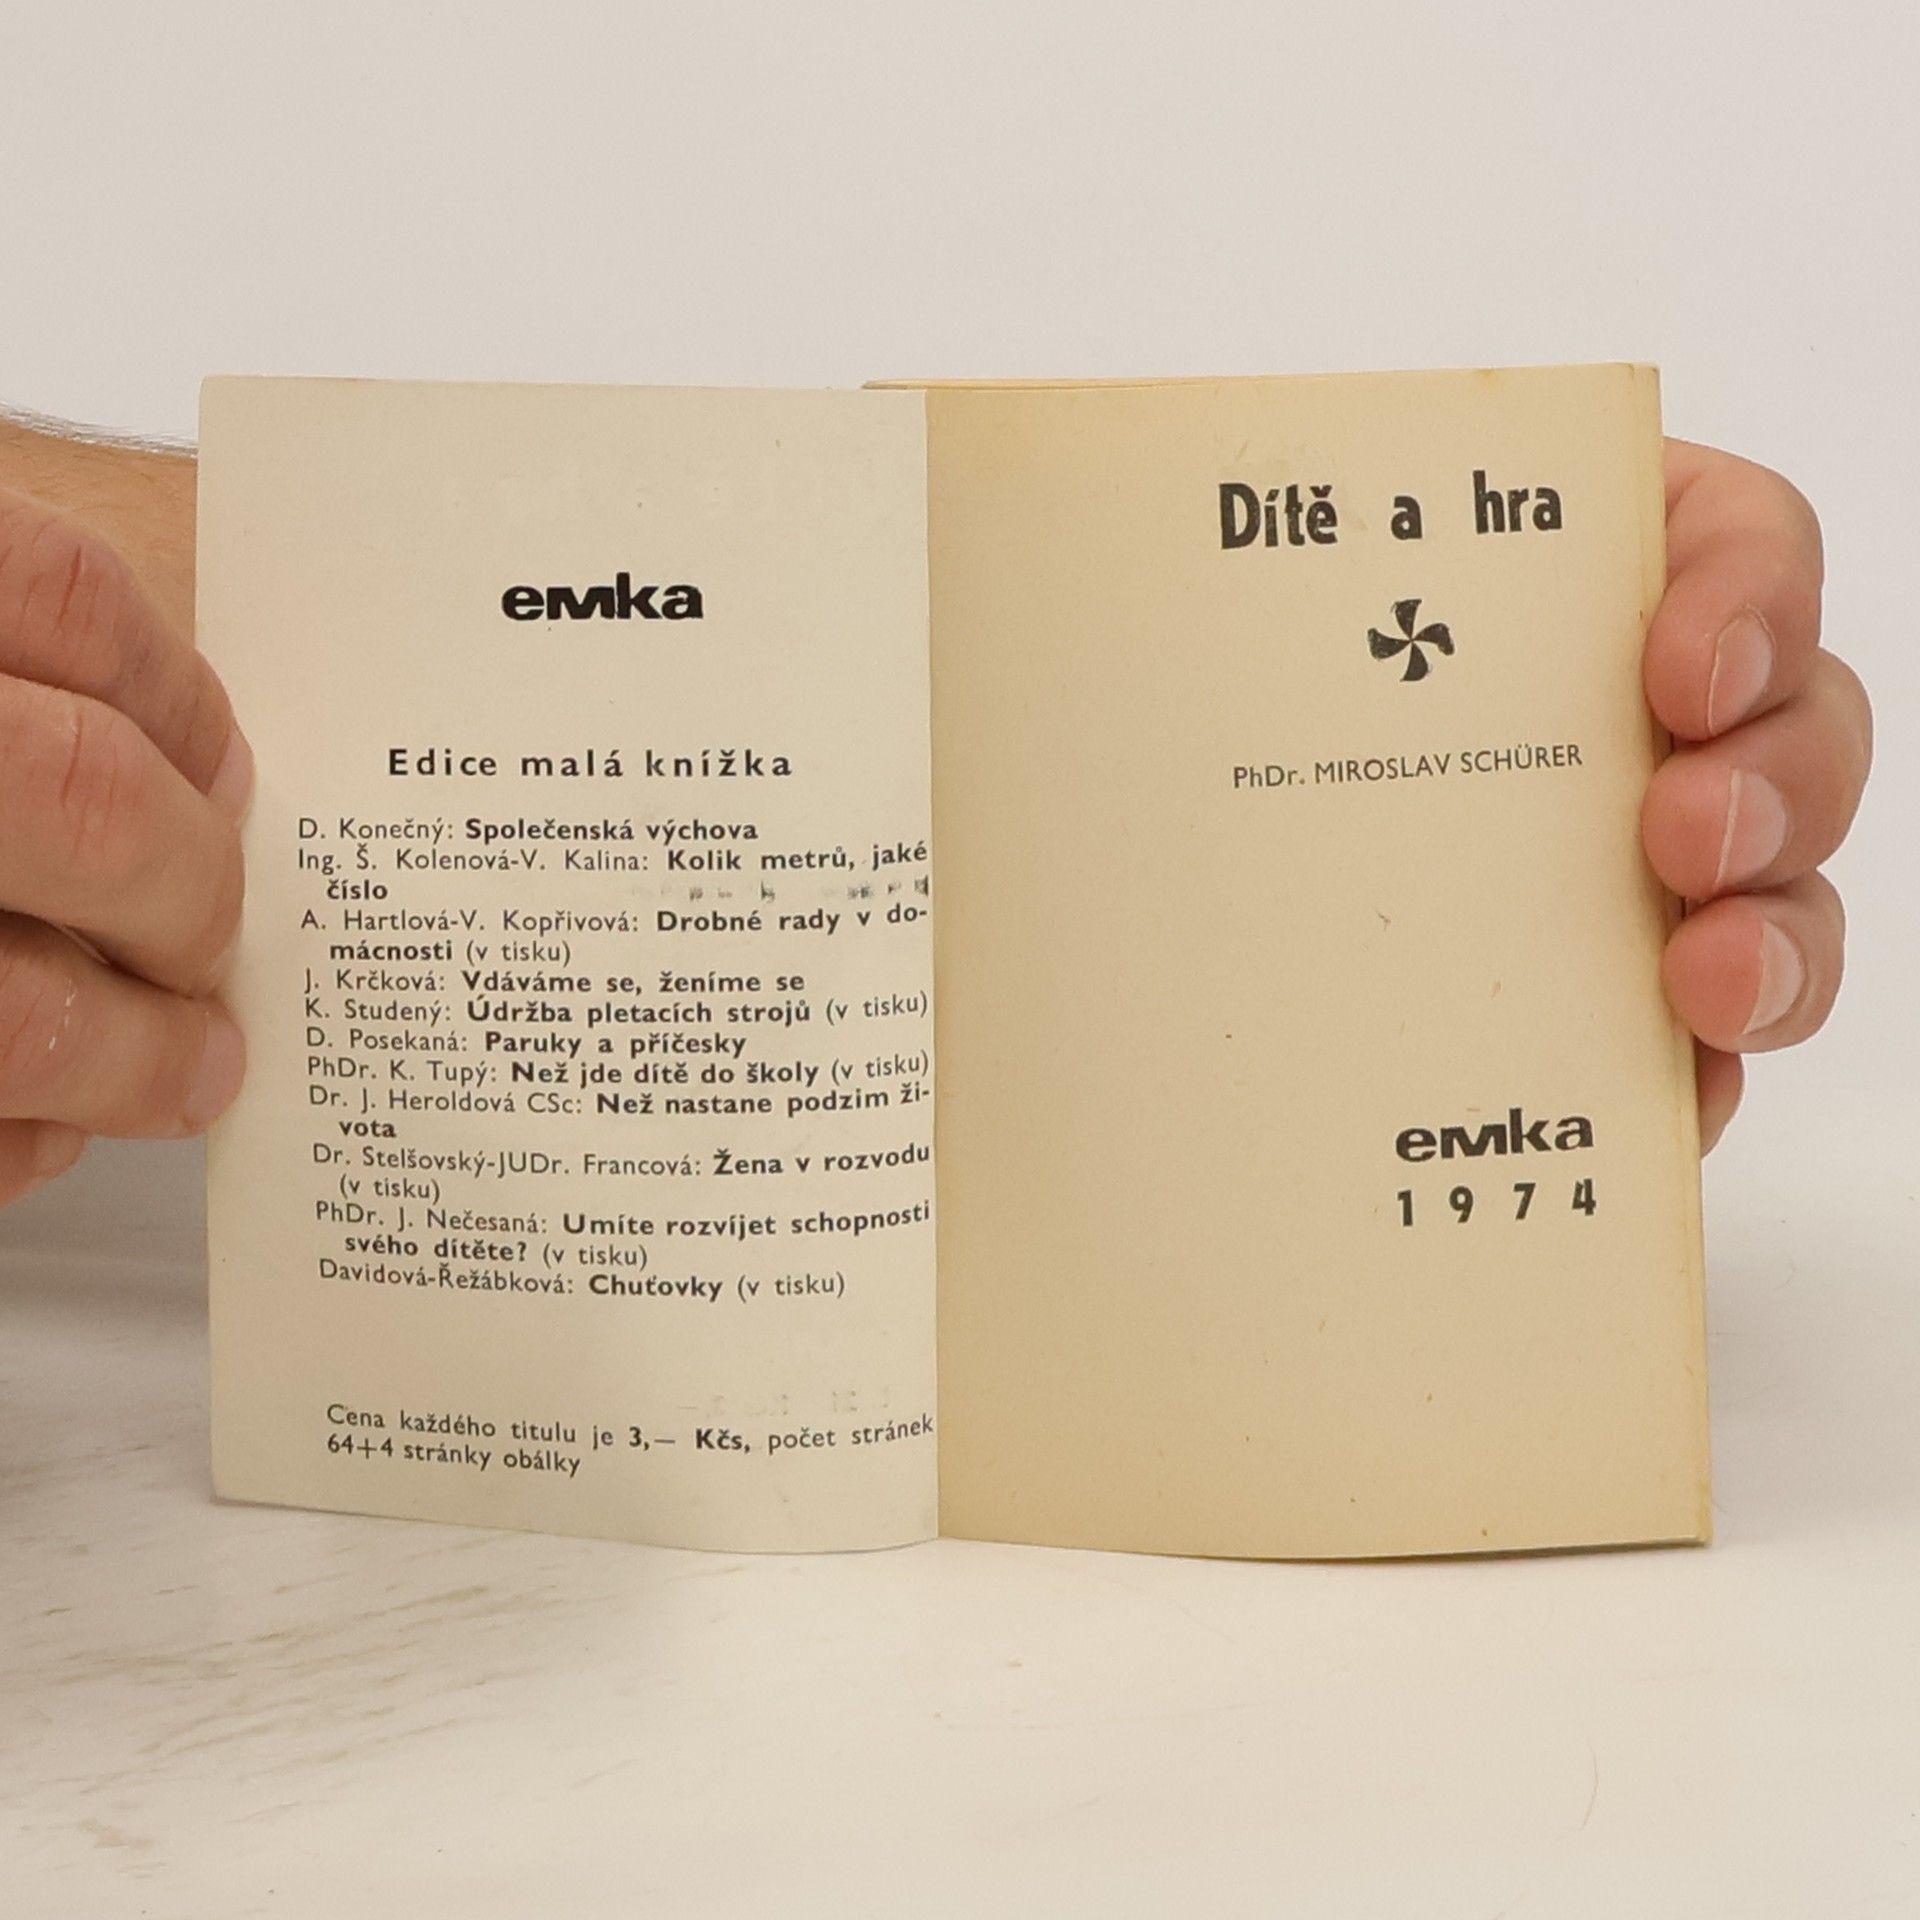 emka
Edice malá knížka
D. Konečný: Společenská výchova
Ing. Š. Kolenová-V. Kalina: Kolik metrů, jaké
číslo
A. Hartlová-V. Kopřivová: Drobné rady v do-
mácnosti (v tisku)
J. Krčková: Vdáváme se, ženíme se
K. Studený: Údržba pletacích strojů (v tisku)
D. Posekaná: Paruky a příčesky
PhDr. K. Tupý: Než jde dítě do školy (v tisku)
Dr. J. Heroldová CSc: Než nastane podzim ži-
vota
Dr. Stelšovský-JUDr. Francová: Žena v rozvodu
(v tisku)
PhDr. J. Nečesaná: Umíte rozvíjet schopnosti
svého dítěte? (v tisku)
Davidová-Řežábková: Chuťovky (v tisku)
Cena každého titulu je 3,— Kčs, počet stránek
64+4 stránky obálky
Dítě a hra
PhDr. MIROSLAV SCHÜRER
emka
1974